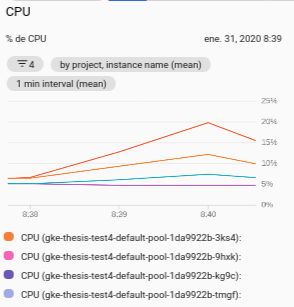 CPU
% de CPU ene. 31, 2020 8:39
4 by project, instance name (mean)
1 min interval (mean)
25%
20%
15%
10%
5%
0%
8:38 8:39 8:40
CPU (gke-thesis-test4-default-pool-1da9922b-3ks4):
CPU (gke-thesis-test4-default-pool-1da9922b-9hxk):
CPU (gke-thesis-test4-default-pool-1da9922b-kg9c):
CPU (gke-thesis-test4-default-pool-1da9922b-tmgf):